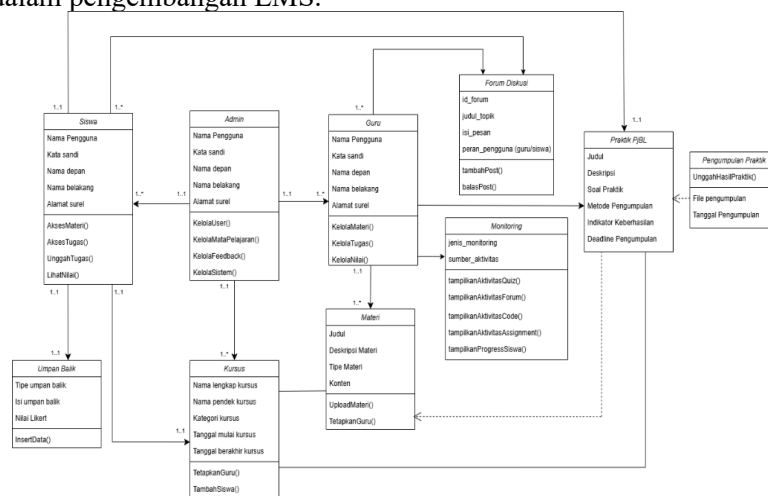 dalam pengembangan LMS.
1..1
1..*
1..*
1..1
Siswa
Nama Pengguna
Kata sandi
Nama depan
Nama belakang
Alamat surel
AksesMateri()
AksesTugas()
UnggahTugas()
LihatNilai()
1..*
1..1
1..1
1..*
1..1
1..1
Admin
Nama Pengguna
Kata sandi
Nama depan
Nama belakang
Alamat surel
KelolaUser()
KelolaMataPelajaran()
KelolaFeedback()
KelolaSistem()
Guru
Nama Pengguna
Kata sandi
Nama depan
Nama belakang
Alamat surel
KelolaMateri()
KelolaTugas()
KelolaNilai()
1..1
1..*
Forum Diskusi
id_forum
judul_topik
isi_pesan
peran_pengguna (guru/siswa)
tambahPost()
balasPost()
Praktik PjBL
Judul
Deskripsi
Soal Praktik
Metode Pengumpulan
Indikator Keberhasilan
Deadline Pengumpulan
Pengumpulan Praktik
UnggahHasilPraktik()
File pengumpulan
Tanggal Pengumpulan
Monitoring
jenis_monitoring
sumber_aktivitas
tampilkanAktivitasQuiz()
tampilkanAktivitasForum()
tampilkanAktivitasCode()
tampilkanAktivitasAssignment()
tampilkanProgressSiswa()
Materi
Judul
Deskripsi Materi
Tipe Materi
Konten
UploadMateri()
TetapkanGuru()
1..1
Umpan Balik
Tipe umpan balik
Isi umpan balik
Nilai Likert
InsertData()
1..*
1..1
Kursus
Nama lengkap kursus
Nama pendek kursus
Kategori kursus
Tanggal mulai kursus
Tanggal berakhir kursus
TetapkanGuru()
TambahSiswa()